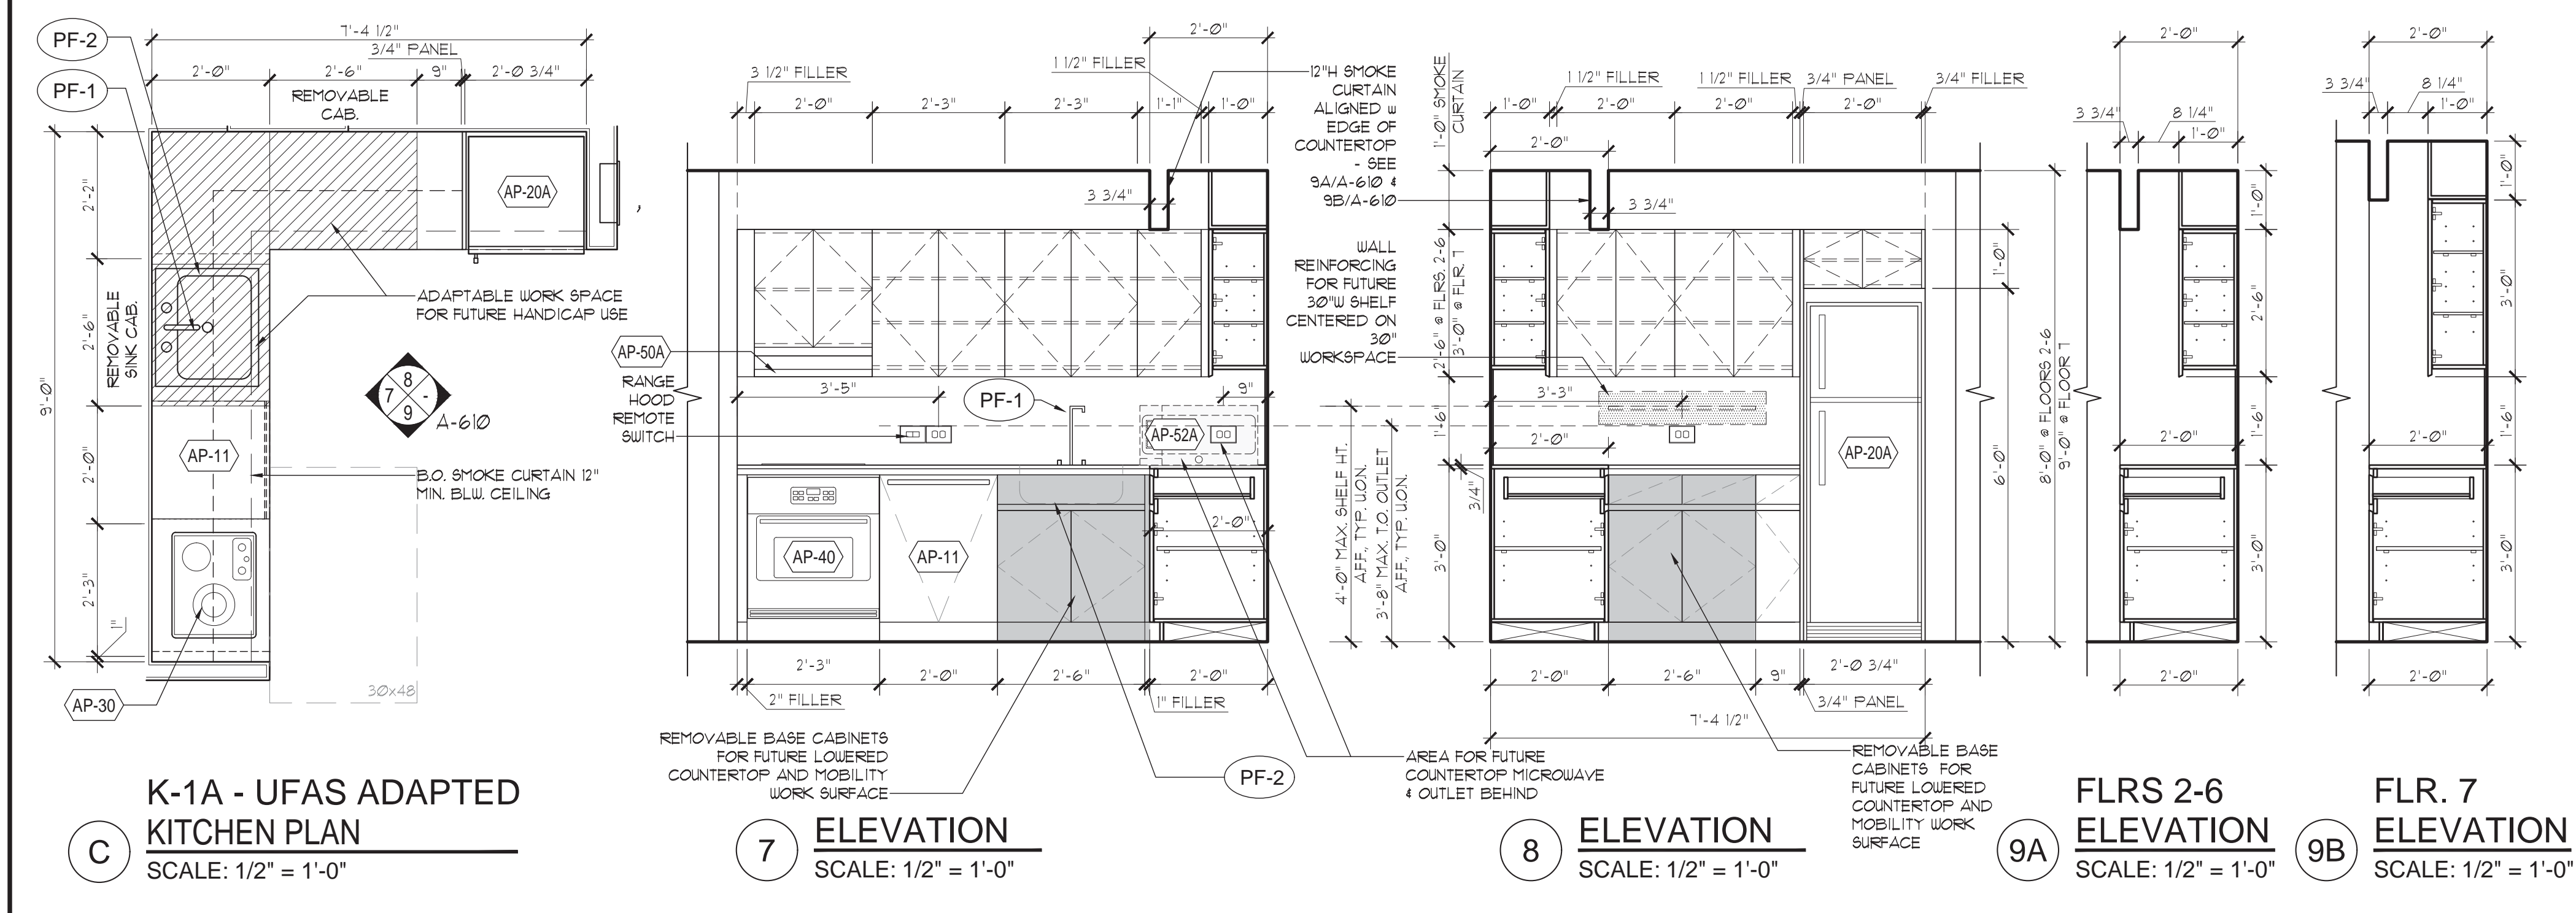 PF-2
PF-1
7'-4 1/2"
3/4" PANEL
2'-0"
2'-6"
9"
2'-0 3/4"
REMOVABLE
CAB.
AP-20A
,
9'-0"
2'-2"
2'-6"
2'-0"
2'-3"
1"
REMOVABLE
SINK CAB.
ADAPTABLE WORK SPACE
FOR FUTURE HANDICAP USE
8
7
-
9
A-610
AP-11
B.O. SMOKE CURTAIN 12"
MIN. BLW. CEILING
30x48
AP-30
C
K-1A - UFAS ADAPTED
KITCHEN PLAN
SCALE: 1/2" = 1'-0"
2'-0"
3 1/2" FILLER
1 1/2" FILLER
2'-0"
2'-3"
2'-3"
1'-1"
1'-0"
3 3/4"
12"H SMOKE
CURTAIN
ALIGNED w
EDGE OF
COUNTERTOP
- SEE
9A/A-610 &
9B/A-610
AP-50A
RANGE
HOOD
REMOTE
SWITCH
3'-5"
PF-1
9"
AP-52A
AP-40
AP-11
2'-0"
2'-3"
2'-0"
2'-6"
2'-0"
2" FILLER
1" FILLER
REMOVABLE BASE CABINETS
FOR FUTURE LOWERED
COUNTERTOP AND MOBILITY
WORK SURFACE
PF-2
AREA FOR FUTURE
COUNTERTOP MICROWAVE
& OUTLET BEHIND
7
ELEVATION
SCALE: 1/2" = 1'-0"
1'-0" SMOKE
CURTAIN
1 1/2" FILLER
1 1/2" FILLER
3/4" PANEL
3/4" FILLER
1'-0"
2'-0"
2'-0"
2'-0"
2'-0"
3 3/4"
WALL
REINFORCING
FOR FUTURE
30"W SHELF
CENTERED ON
30"
WORKSPACE
2'-6" @ FLRS. 2-6
3'-0" @ FLR. 7
1'-0"
3'-3"
1'-6"
2'-0"
3/4"
3'-0"
4'-0" MAX. SHELF HT.
A.F.F., TYP. U.O.N.
3'-8" MAX. T.O. OUTLET
A.F.F., TYP. U.O.N.
AP-20A
6'-0"
8'-0" @ FLOORS 2-6
9'-0" @ FLOOR 7
2'-0"
2'-6"
9"
2'-0 3/4"
3/4" PANEL
7'-4 1/2"
REMOVABLE BASE
CABINETS FOR
FUTURE LOWERED
COUNTERTOP AND
MOBILITY WORK
SURFACE
8
ELEVATION
SCALE: 1/2" = 1'-0"
2'-0"
3 3/4"
8 1/4"
1'-0"
1'-0"
2'-6"
1'-6"
2'-0"
3'-0"
2'-0"
9A
FLRS 2-6
ELEVATION
SCALE: 1/2" = 1'-0"
2'-0"
3 3/4"
8 1/4"
1'-0"
1'-0"
3'-0"
1'-6"
2'-0"
3'-0"
2'-0"
9B
FLR. 7
ELEVATION
SCALE: 1/2" = 1'-0"